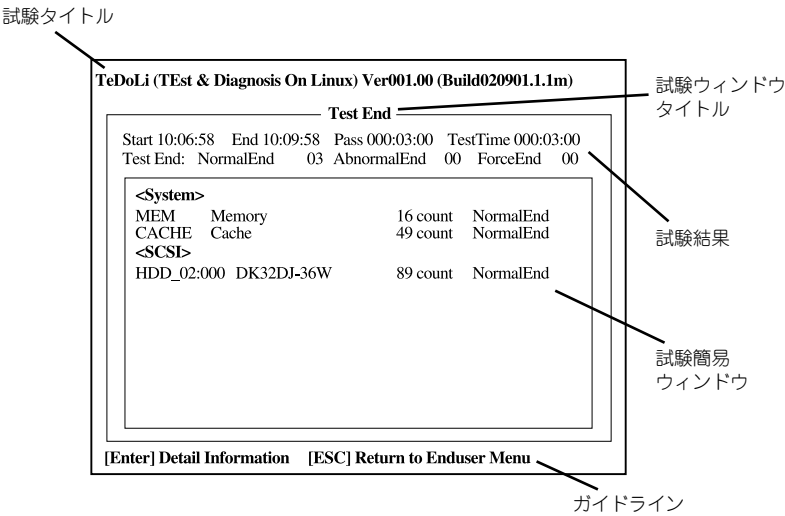 試験タイトル
TeDoLi (TEst & Diagnosis On Linux) Ver001.00 (Build020901.1.1m)
試験ウィンドウ
タイトル
Test End
Start 10:06:58 End 10:09:58 Pass 000:03:00 TestTime 000:03:00
Test End: NormalEnd 03 AbnormalEnd 00 ForceEnd 00
試験結果
<System>
MEM Memory 16 count NormalEnd
CACHE Cache 49 count NormalEnd
<SCSI>
HDD_02:000 DK32DJ-36W 89 count NormalEnd
試験簡易
ウィンドウ
[Enter] Detail Information [ESC] Return to Enduser Menu
ガイドライン